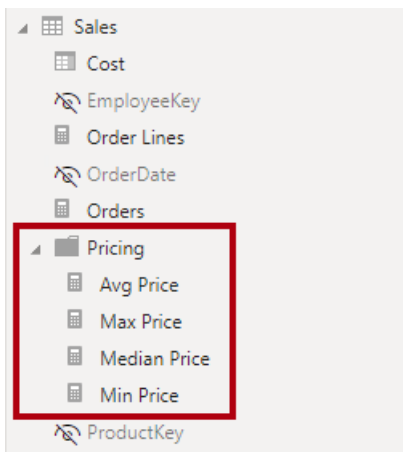 Sales
Cost
EmployeeKey
Order Lines
OrderDate
Orders
Pricing
Avg Price
Max Price
Median Price
Min Price
ProductKey